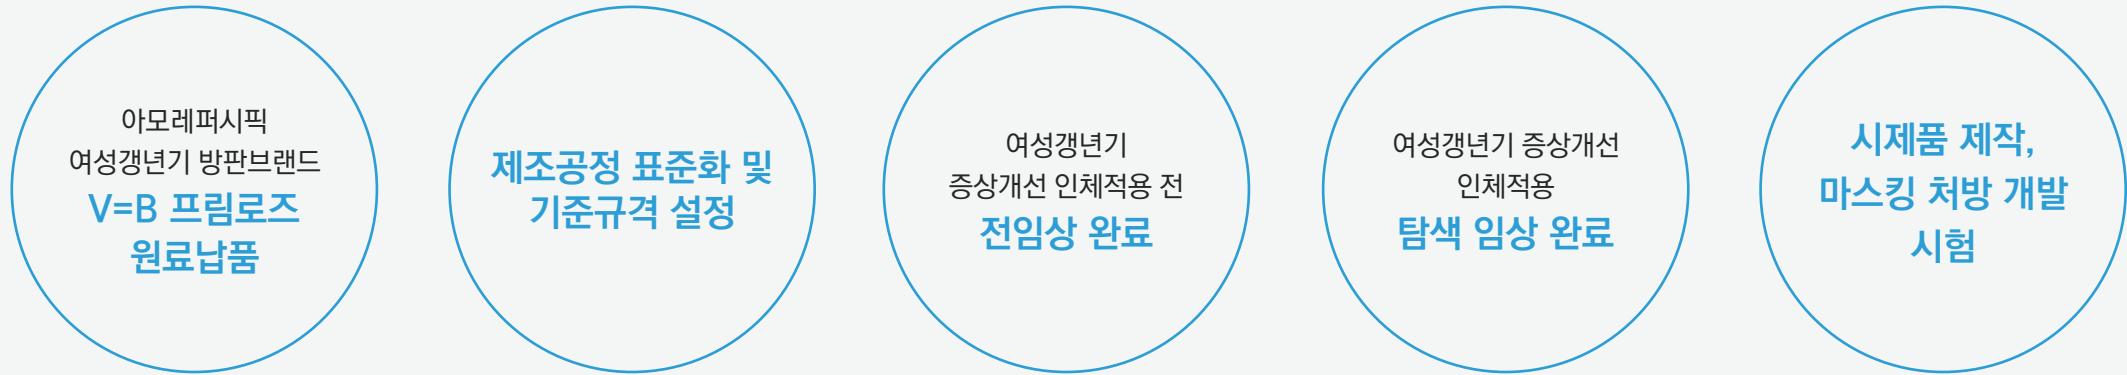 아모레퍼시픽
여성갱년기 방판브랜드
V=B 프림로즈
원료납품
제조공정 표준화 및
기준규격 설정
여성갱년기
증상개선 인체적용 전
전임상 완료
여성갱년기 증상개선
인체적용
탐색 임상 완료
시제품 제작,
마스킹 처방 개발
시험